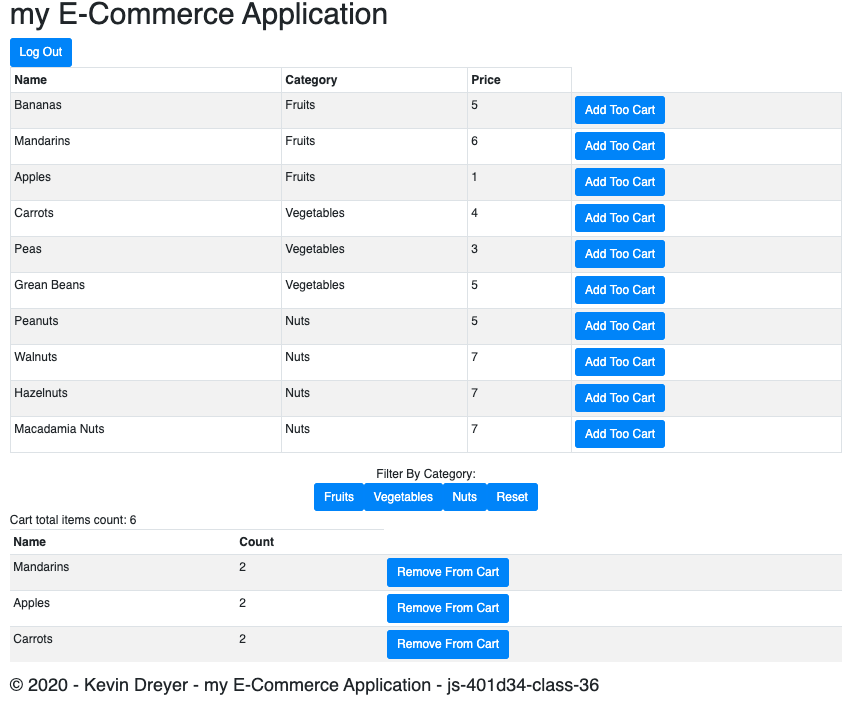 my E-Commerce Application
Log Out
Name Category Price
Bananas Fruits 5 Add Too Cart
Mandarins Fruits 6 Add Too Cart
Apples Fruits 1 Add Too Cart
Carrots Vegetables 4 Add Too Cart
Peas Vegetables 3 Add Too Cart
Grean Beans Vegetables 5 Add Too Cart
Peanuts Nuts 5 Add Too Cart
Walnuts Nuts 7 Add Too Cart
Hazelnuts Nuts 7 Add Too Cart
Macadamia Nuts Nuts 7 Add Too Cart
Filter By Category:
Fruits Vegetables Nuts Reset
Cart total items count: 6
Name Count
Mandarins 2 Remove From Cart
Apples 2 Remove From Cart
Carrots 2 Remove From Cart
© 2020 - Kevin Dreyer - my E-Commerce Application - js-401d34-class-36